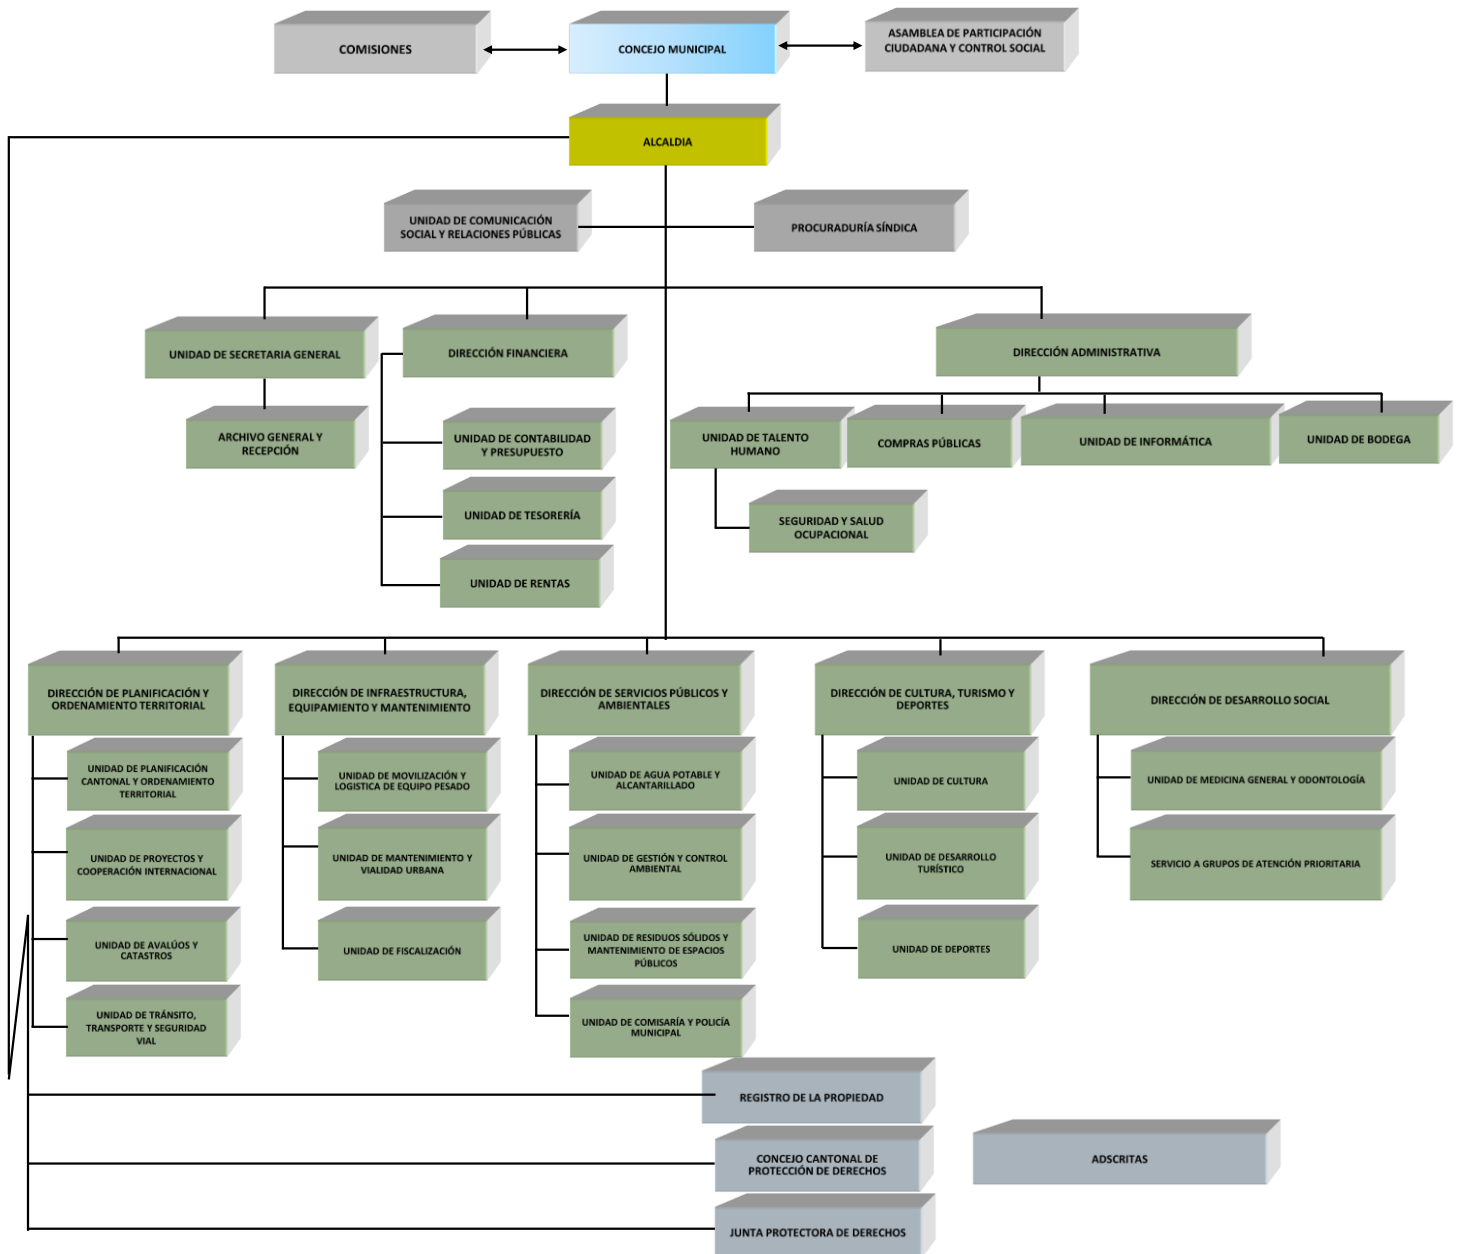 COMISIONES
CONCEJO MUNICIPAL
ASAMBLEA DE PARTICIPACIÓN
CIUDADANA Y CONTROL SOCIAL
ALCALDIA
UNIDAD DE COMUNICACIÓN
SOCIAL Y RELACIONES PÚBLICAS
PROCURADURÍA SÍNDICA
UNIDAD DE SECRETARIA GENERAL
DIRECCIÓN FINANCIERA
DIRECCIÓN ADMINISTRATIVA
ARCHIVO GENERAL Y
RECEPCIÓN
UNIDAD DE CONTABILIDAD
Y PRESUPUESTO
UNIDAD DE TESORERÍA
UNIDAD DE RENTAS
UNIDAD DE TALENTO
HUMANO
COMPRAS PÚBLICAS
UNIDAD DE INFORMÁTICA
UNIDAD DE BODEGA
SEGURIDAD Y SALUD
OCUPACIONAL
DIRECCIÓN DE PLANIFICACIÓN Y
ORDENAMIENTO TERRITORIAL
DIRECCIÓN DE INFRAESTRUCTURA,
EQUIPAMIENTO Y MANTENIMIENTO
DIRECCIÓN DE SERVICIOS PÚBLICOS Y
AMBIENTALES
DIRECCIÓN DE CULTURA, TURISMO Y
DEPORTES
DIRECCIÓN DE DESARROLLO SOCIAL
UNIDAD DE PLANIFICACIÓN
CANTONAL Y ORDENAMIENTO
TERRITORIAL
UNIDAD DE PROYECTOS Y
COOPERACIÓN INTERNACIONAL
UNIDAD DE AVALÚOS Y
CATASTROS
UNIDAD DE TRÁNSITO,
TRANSPORTE Y SEGURIDAD
VIAL
UNIDAD DE MOVILIZACIÓN Y
LOGISTICA DE EQUIPO PESADO
UNIDAD DE MANTENIMIENTO Y
VIALIDAD URBANA
UNIDAD DE FISCALIZACIÓN
UNIDAD DE AGUA POTABLE Y
ALCANTARILLADO
UNIDAD DE GESTIÓN Y CONTROL
AMBIENTAL
UNIDAD DE RESIDUOS SÓLIDOS Y
MANTENIMIENTO DE ESPACIOS
PÚBLICOS
UNIDAD DE COMISARÍA Y POLICÍA
MUNICIPAL
UNIDAD DE CULTURA
UNIDAD DE DESARROLLO
TURÍSTICO
UNIDAD DE DEPORTES
UNIDAD DE MEDICINA GENERAL Y ODONTOLOGÍA
SERVICIO A GRUPOS DE ATENCIÓN PRIORITARIA
REGISTRO DE LA PROPIEDAD
CONCEJO CANTONAL DE
PROTECCIÓN DE DERECHOS
JUNTA PROTECTORA DE DERECHOS
ADSCRITAS